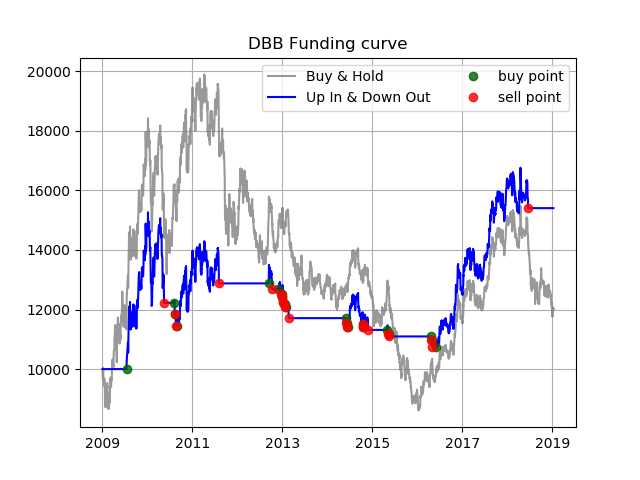 DBB Funding curve
Buy & Hold
Up In & Down Out
buy point
sell point
20000
18000
16000
14000
12000
10000
2009 2011 2013 2015 2017 2019